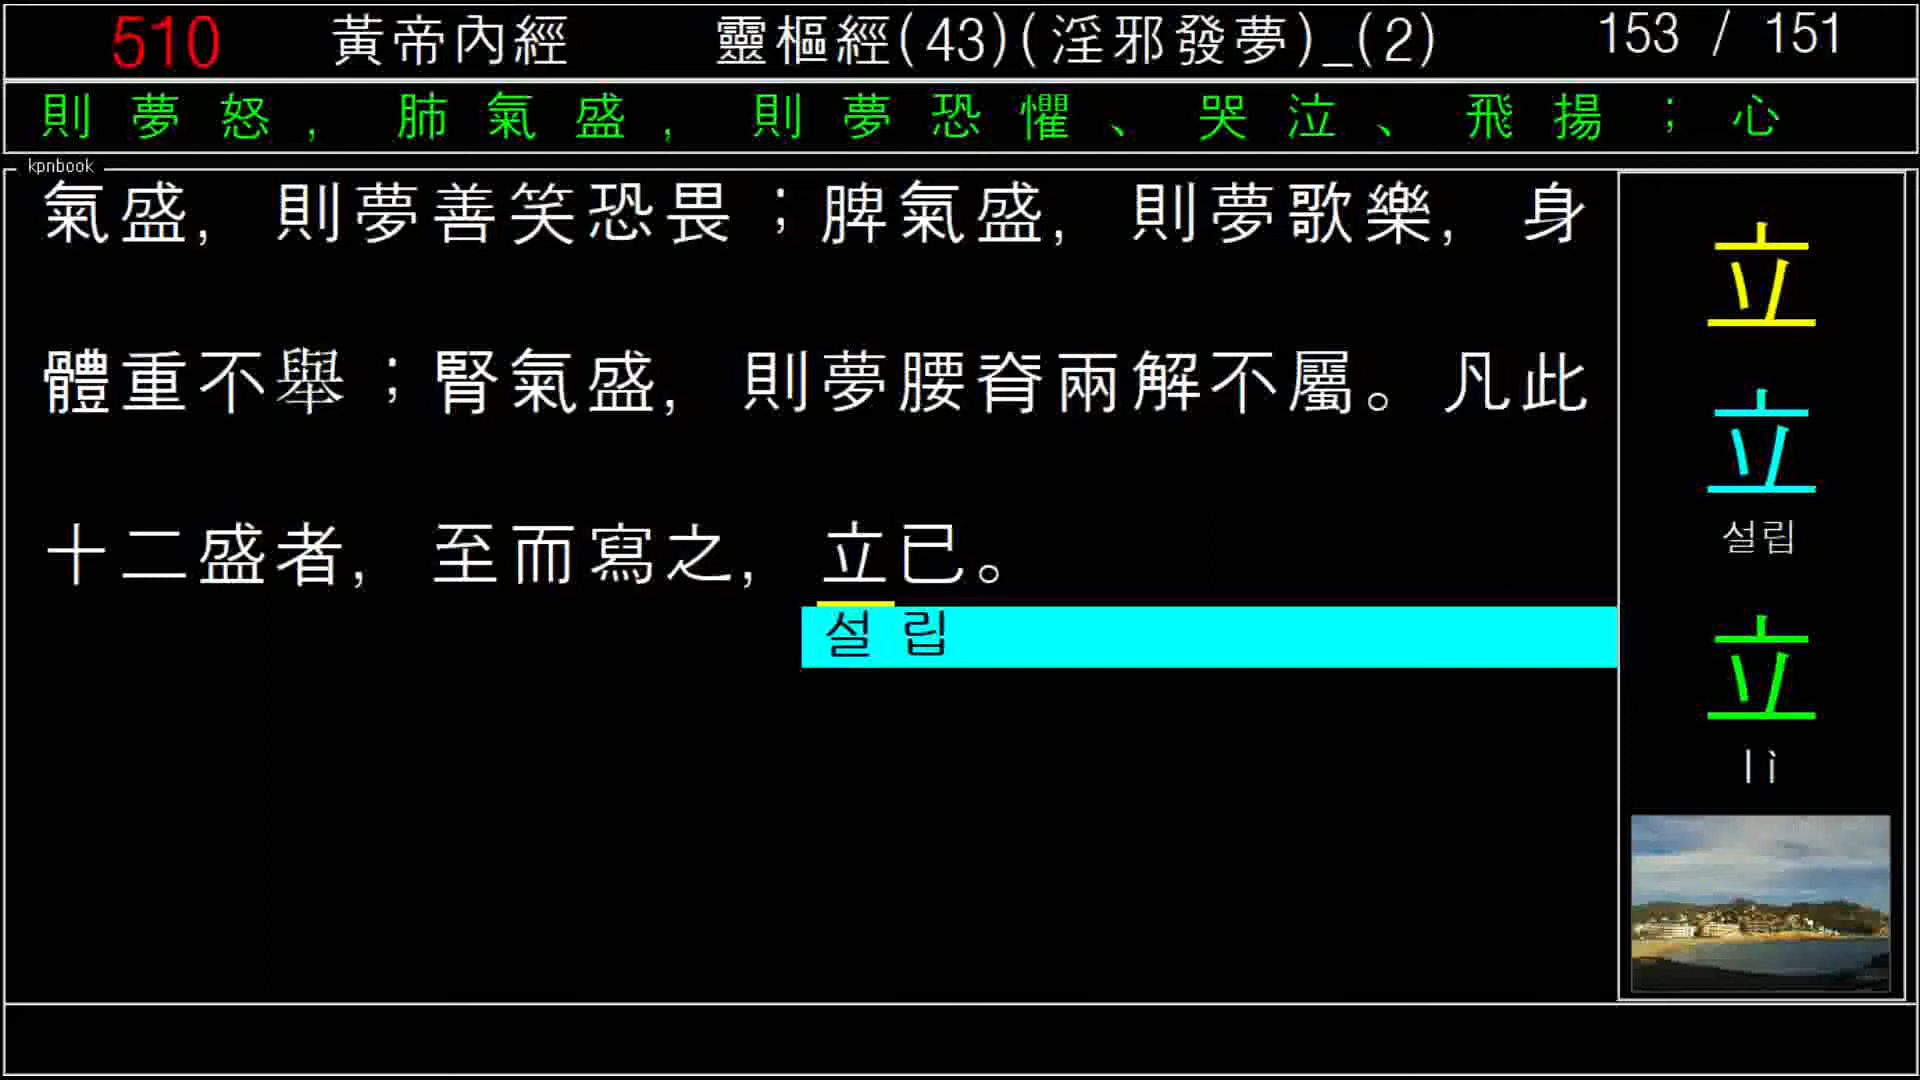 510 黃帝內經 靈樞經(43)(淫邪發夢)_(2) 153 / 151
則夢怒, 肺氣盛, 則夢恐懼、哭泣、飛揚;心
kpnbook
氣盛, 則夢善笑恐畏;脾氣盛, 則夢歌樂, 身
體重不舉;腎氣盛, 則夢腰脊兩解不屬。凡此
十二盛者, 至而寫之, 立已。
설립
立
立
설립
立
lì